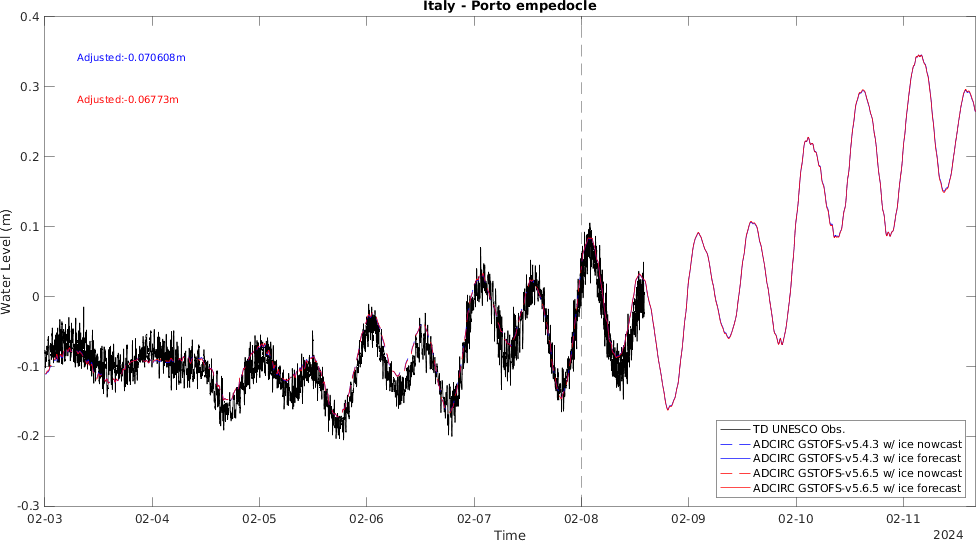 Italy - Porto empedocle
0.4
0.3
0.2
0.1
0
-0.1
-0.2
-0.3
Water Level (m)
Adjusted:-0.070608m
Adjusted:-0.06773m
TD UNESCO Obs.
ADCIRC GSTOFS-v5.4.3 w/ ice nowcast
ADCIRC GSTOFS-v5.4.3 w/ ice forecast
ADCIRC GSTOFS-v5.6.5 w/ ice nowcast
ADCIRC GSTOFS-v5.6.5 w/ ice forecast
02-03 02-04 02-05 02-06 02-07 02-08 02-09 02-10 02-11
Time
2024